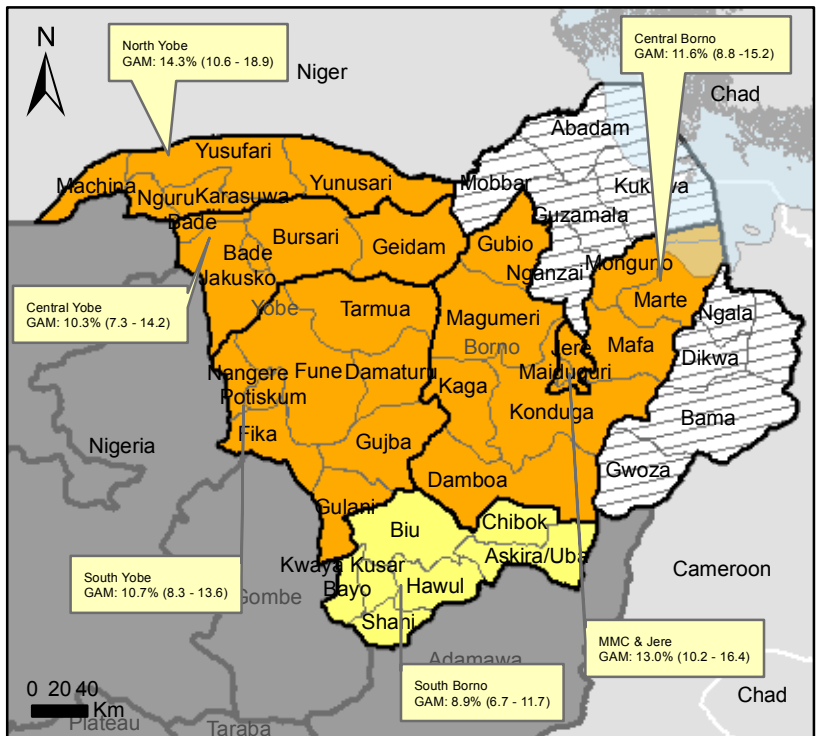 N
North Yobe
GAM: 14.3% (10.6 - 18.9)
Central Borno
GAM: 11.6% (8.8 -15.2)
Niger
Chad
Abadam
Yusufari
Machina
Yunusari
Mobbar
Kukawa
Nguru
Karasuwa
Guzamala
Bade
Bursari
Geidam
Gubio
Bade
Nganzai
Monguno
Jakusko
Marte
Central Yobe
GAM: 10.3% (7.3 - 14.2)
Yobe
Tarmua
Magumeri
Ngala
Borno
Jere
Mafa
Dikwa
Nangere
Fune
Damaturu
Maiduguri
Kaga
Potiskum
Konduga
Bama
Fika
Nigeria
Gujba
Gwoza
Damboa
Gulani
Biu
Chibok
Askira/Uba
Kwaya Kusar
Cameroon
South Yobe
GAM: 10.7% (8.3 - 13.6)
Bayo
Hawul
Gombe
Shani
MMC & Jere
GAM: 13.0% (10.2 - 16.4)
Adamawa
South Borno
GAM: 8.9% (6.7 - 11.7)
Chad
0 20 40
Km
Plateau
Taraba